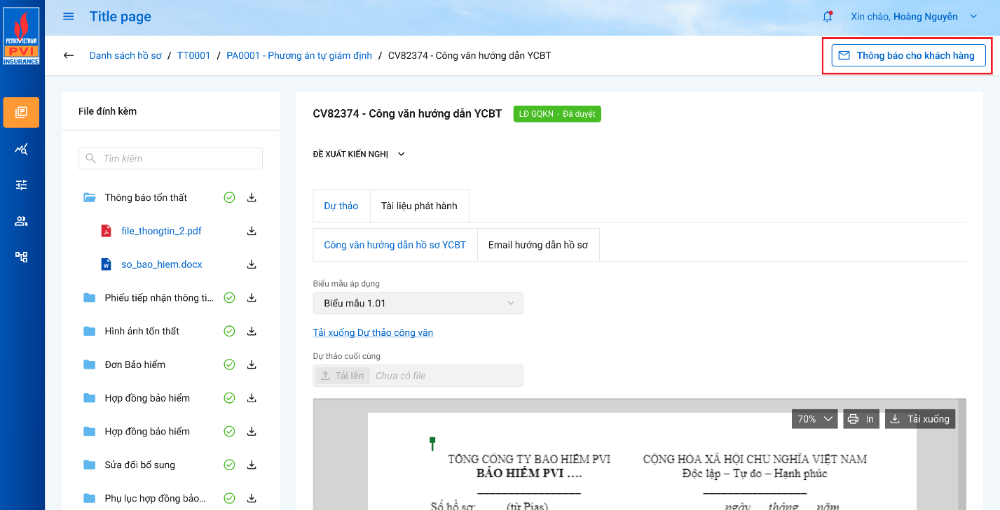 PETROVIETNAM
PVI
INSURANCE
Title page
Xin chào, Hoàng Nguyễn
Danh sách hồ sơ / TT0001 / PA0001 - Phương án tự giám định / CV82374 - Công văn hướng dẫn YCBT
Thông báo cho khách hàng
File đính kèm
Tìm kiếm
Thông báo tổn thất
file_thongtin_2.pdf
so_bao_hiem.docx
Phiếu tiếp nhận thông ti...
Hình ảnh tổn thất
Đơn Bảo hiểm
Hợp đồng bảo hiểm
Hợp đồng bảo hiểm
Sửa đổi bổ sung
Phụ lục hợp đồng bảo...
CV82374 - Công văn hướng dẫn YCBT
LĐ GQKN - Đã duyệt
ĐỀ XUẤT KIẾN NGHỊ
Dự thảo
Tài liệu phát hành
Công văn hướng dẫn hồ sơ YCBT
Email hướng dẫn hồ sơ
Biểu mẫu áp dụng
Biểu mẫu 1.01
Tải xuống Dự thảo công văn
Dự thảo cuối cùng
Tải lên
Chưa có file
70%
In
Tải xuống
TỔNG CÔNG TY BẢO HIỂM PVI
BẢO HIỂM PVI ….
CỘNG HÒA XÃ HỘI CHỦ NGHĨA VIỆT NAM
Độc lập – Tự do – Hạnh phúc
Số hồ sơ: (từ Pias)
ngày tháng năm